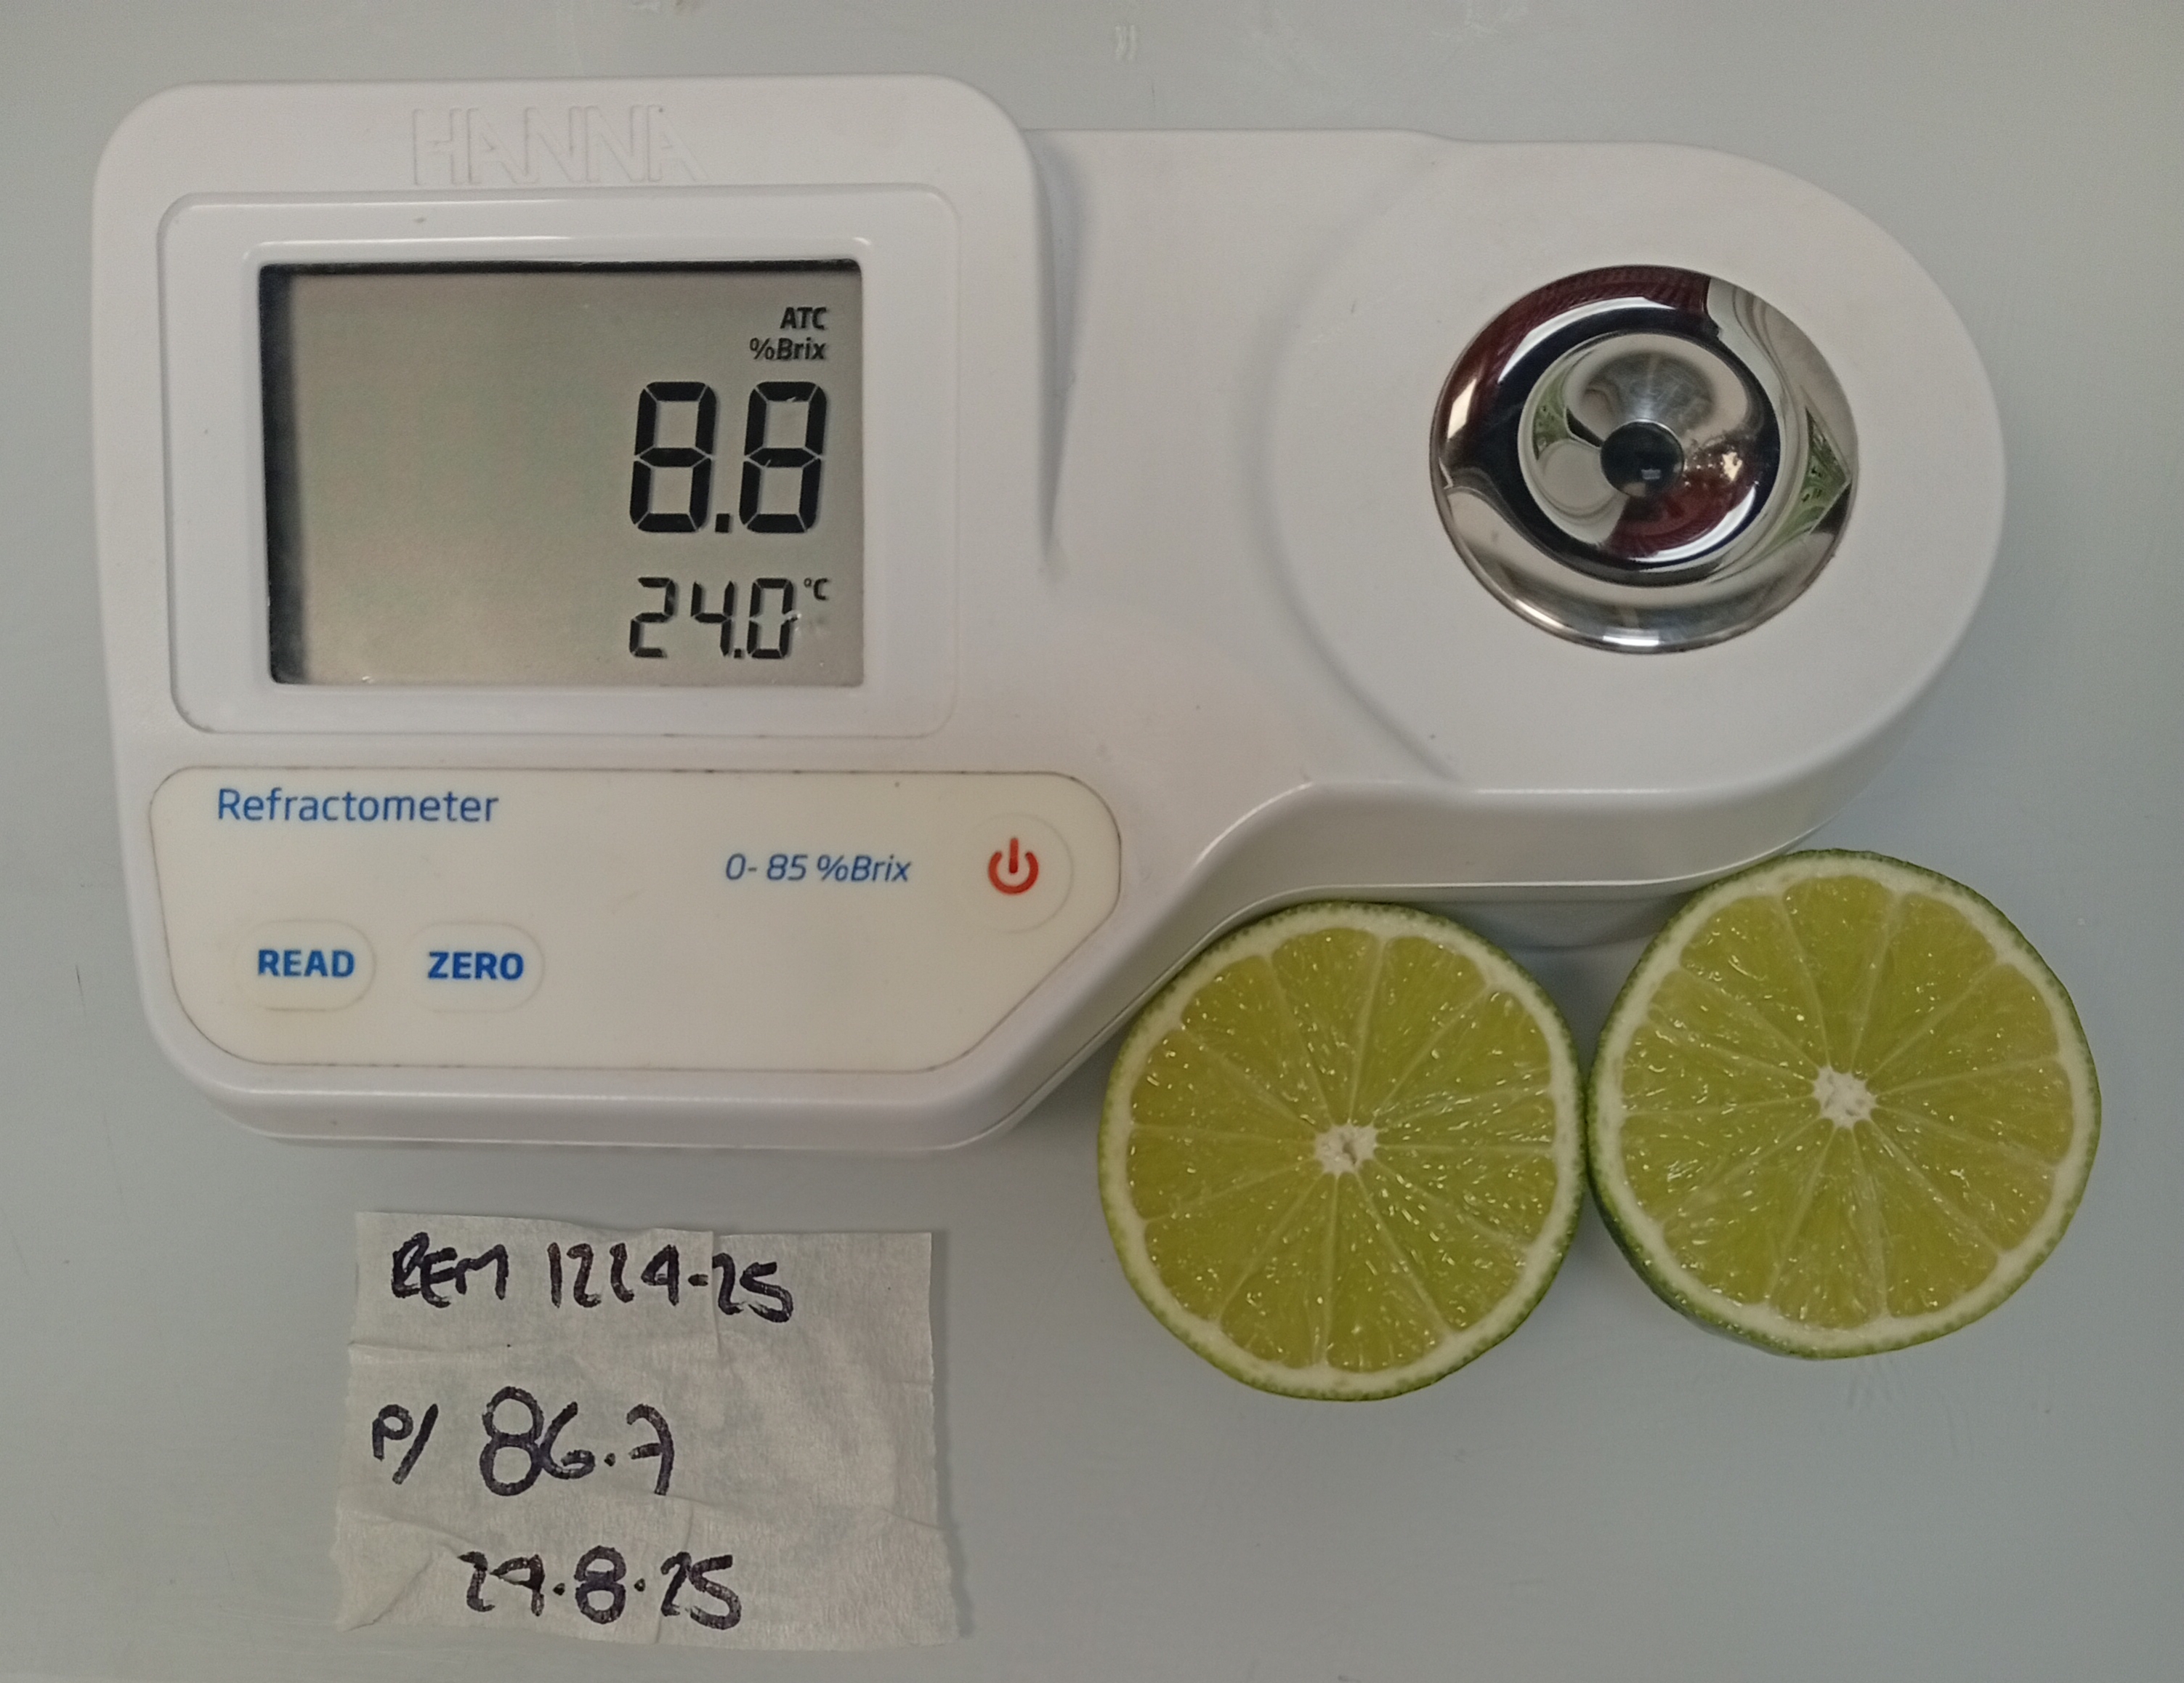 HANNA
ATC
%Brix
8.8
24.0 °C
Refractometer
0-85 %Brix
READ ZERO
REM 1224-25
P/ 86.7
27.8.25